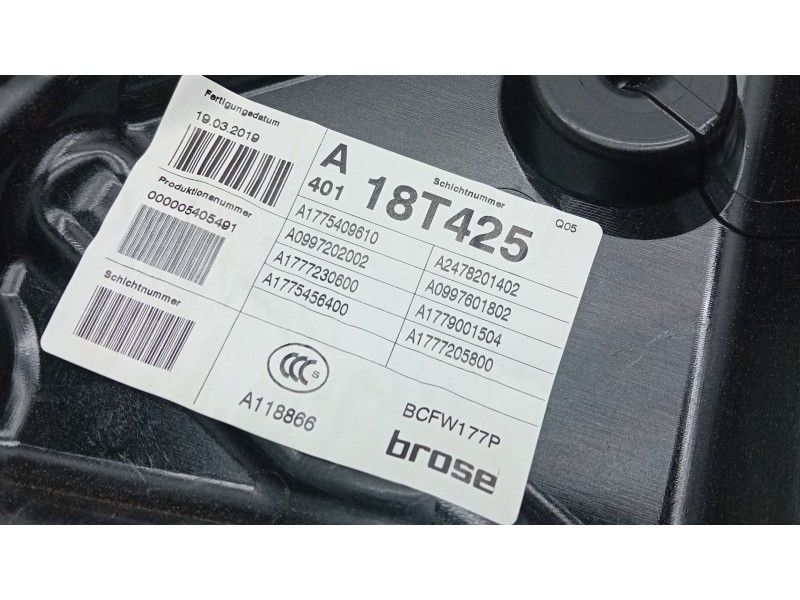 Fertigungsdatum
19.03.2019
Produktionsnummer
000005405491
Schichtnummer
A
401
Schichtnummer
18T425
Q05
A1775409610
A0997202002
A1777230600
A1775456400
A2478201402
A0997601802
A1779001504
A1777205800
CCC S
A118866
BCFW177P
brose